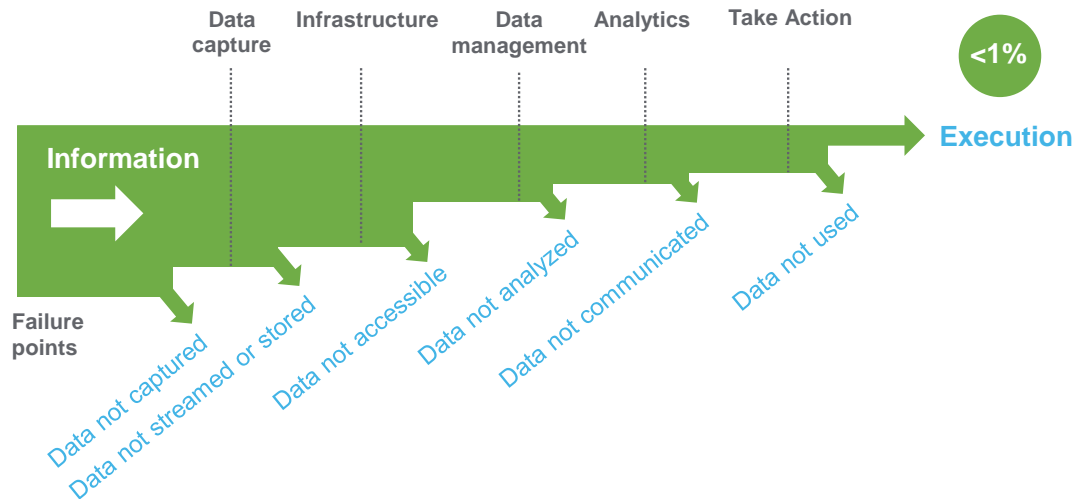 Data
capture
Infrastructure
Data
management
Analytics
Take Action
<1%
Information
Execution
Failure
points
Data not captured
Data not streamed or stored
Data not accessible
Data not analyzed
Data not communicated
Data not used